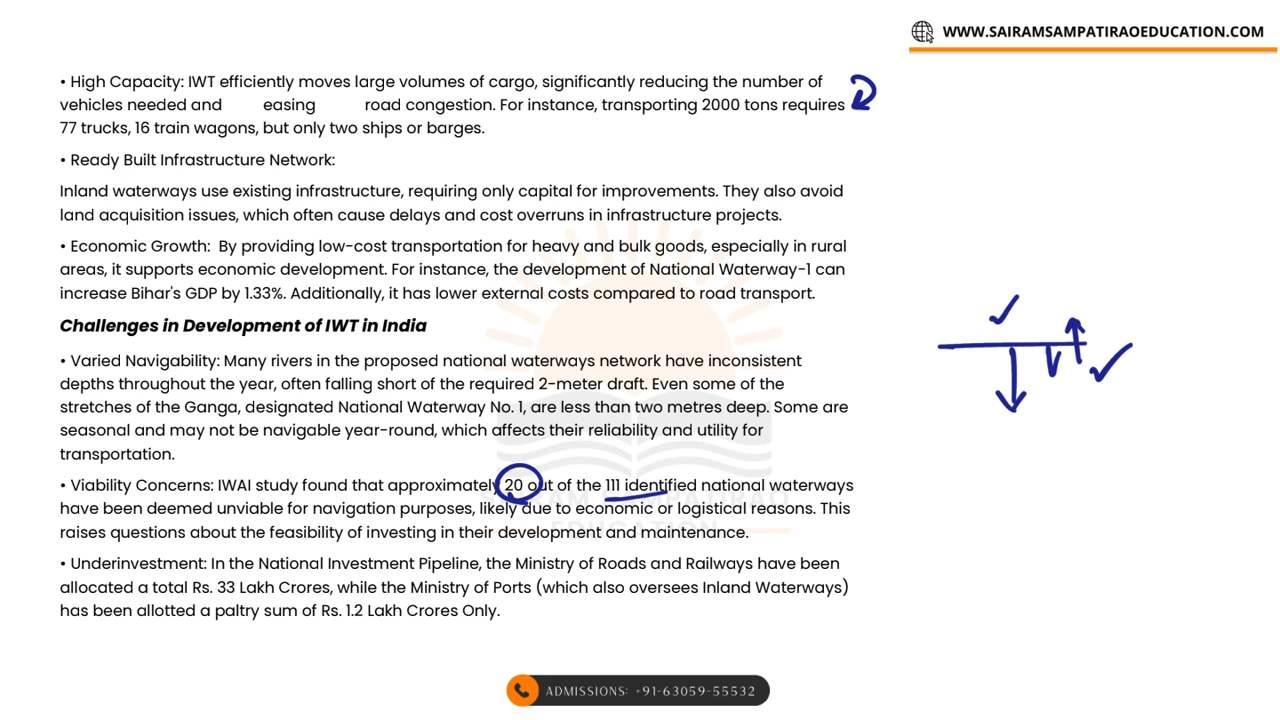 WWW.SAIRAMSAMPATIRAOEDUCATION.COM
• High Capacity: IWT efficiently moves large volumes of cargo, significantly reducing the number of
vehicles needed and easing road congestion. For instance, transporting 2000 tons requires
77 trucks, 16 train wagons, but only two ships or barges.
• Ready Built Infrastructure Network:
Inland waterways use existing infrastructure, requiring only capital for improvements. They also avoid
land acquisition issues, which often cause delays and cost overruns in infrastructure projects.
• Economic Growth: By providing low-cost transportation for heavy and bulk goods, especially in rural
areas, it supports economic development. For instance, the development of National Waterway-1 can
increase Bihar's GDP by 1.33%. Additionally, it has lower external costs compared to road transport.
Challenges in Development of IWT in India
• Varied Navigability: Many rivers in the proposed national waterways network have inconsistent
depths throughout the year, often falling short of the required 2-meter draft. Even some of the
stretches of the Ganga, designated National Waterway No. 1, are less than two metres deep. Some are
seasonal and may not be navigable year-round, which affects their reliability and utility for
transportation.
• Viability Concerns: IWAI study found that approximately 20 out of the 111 identified national waterways
have been deemed unviable for navigation purposes, likely due to economic or logistical reasons. This
raises questions about the feasibility of investing in their development and maintenance.
SAIRAM SAMPATIRAO
EDUCATION
• Underinvestment: In the National Investment Pipeline, the Ministry of Roads and Railways have been
allocated a total Rs. 33 Lakh Crores, while the Ministry of Ports (which also oversees Inland Waterways)
has been allotted a paltry sum of Rs. 1.2 Lakh Crores Only.
ADMISSIONS: +91-63059-55532